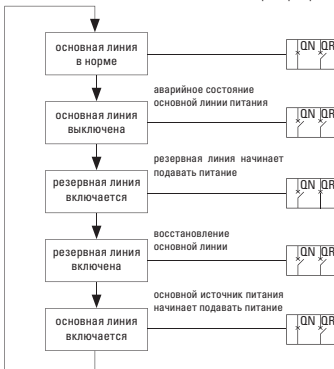 основная линия
в норме
QN QR
аварийное состояние
основной линии питания
основная линия
выключена
QN QR
резервная линия начинает
подавать питание
резервная линия
включается
QN QR
восстановление
основной линии
резервная линия
включена
QN QR
основной источник питания
начинает подавать питание
основная линия
включается
QN QR